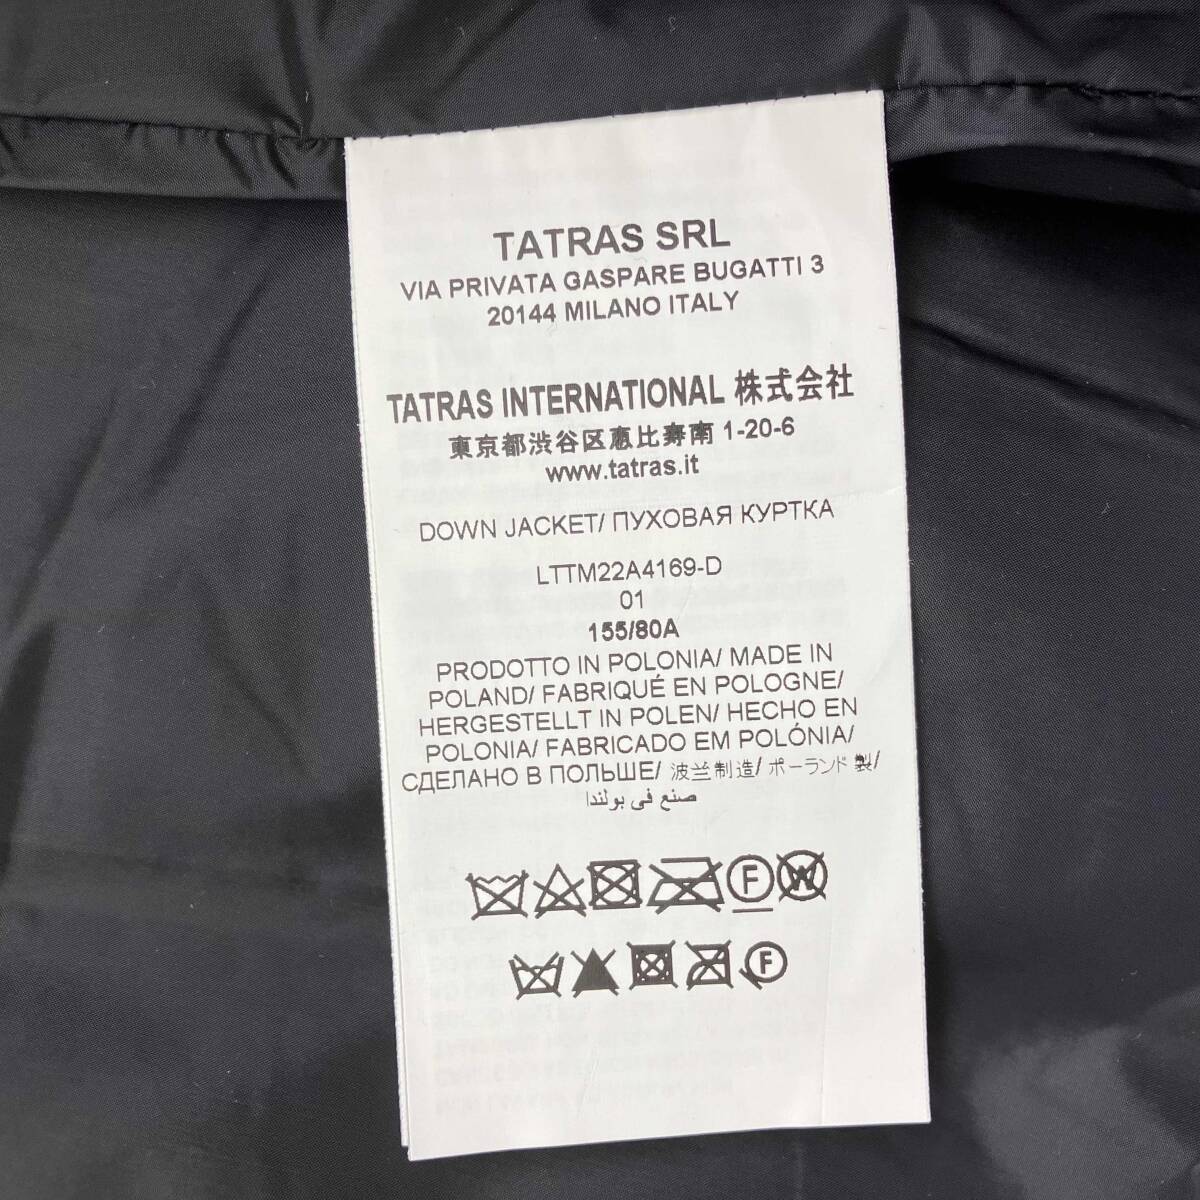 TATRAS SRL
VIA PRIVATA GASPARE BUGATTI 3
20144 MILANO ITALY
TATRAS INTERNATIONAL 株式会社
東京都渋谷区恵比寿南 1-20-6
www.tatras.it
DOWN JACKET/ ПУХОВАЯ КУРТКА
LTTM22A4169-D
01
155/80A
PRODOTTO IN POLONIA/ MADE IN
POLAND/ FABRIQUÉ EN POLOGNE/
HERGESTELLT IN POLEN/ HECHO EN
POLONIA/ FABRICADO EM POLÓNIA/
СДЕЛАНО В ПОЛЬШЕ/ 波兰制造/ ポーランド製/
صنع في بولندا
F W
F